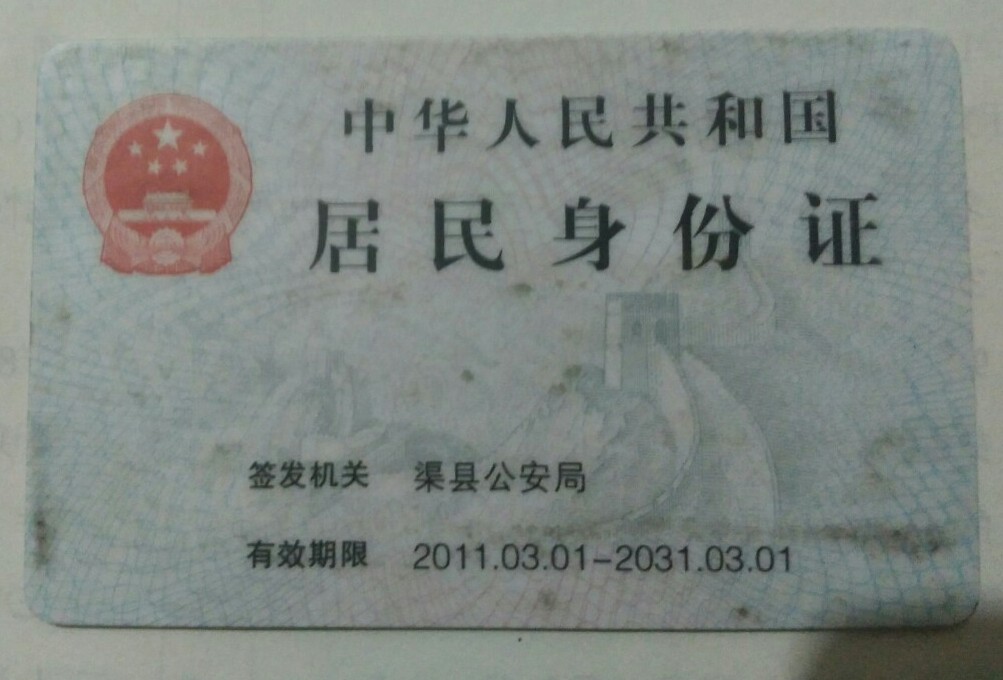 中华人民共和国
居民身份证
签发机关 渠县公安局
有效期限 2011.03.01-2031.03.01